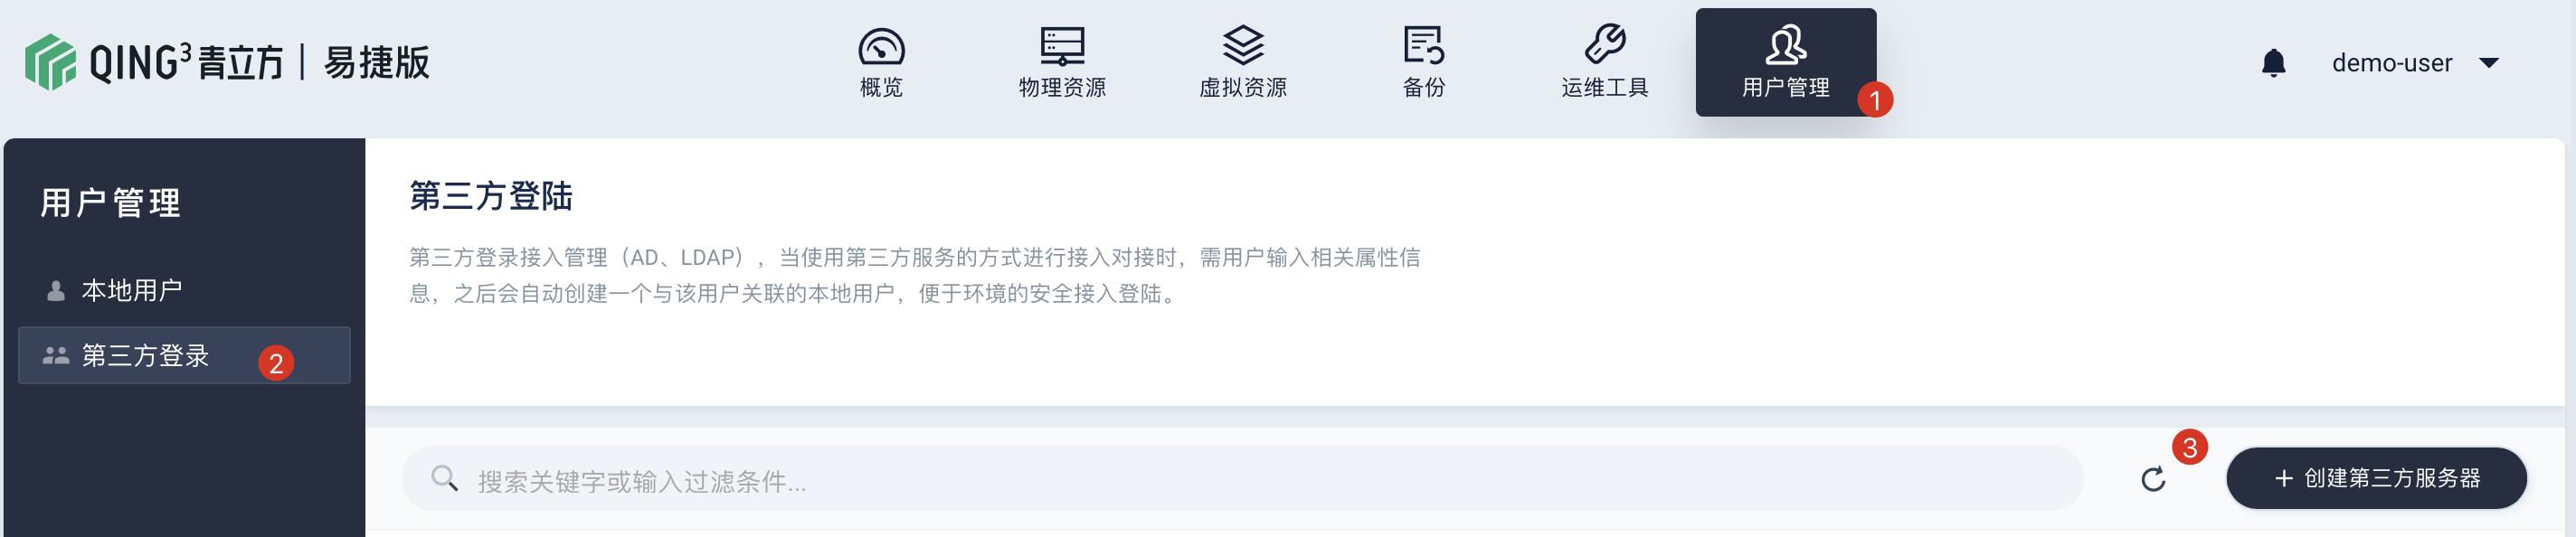 QING³青立方 | 易捷版
概览
物理资源
虚拟资源
备份
运维工具
用户管理
1
demo-user
用户管理
本地用户
第三方登录
2
第三方登陆
第三方登录接入管理（AD、LDAP），当使用第三方服务的方式进行接入对接时，需用户输入相关属性信
息，之后会自动创建一个与该用户关联的本地用户，便于环境的安全接入登陆。
搜索关键字或输入过滤条件...
3
+ 创建第三方服务器